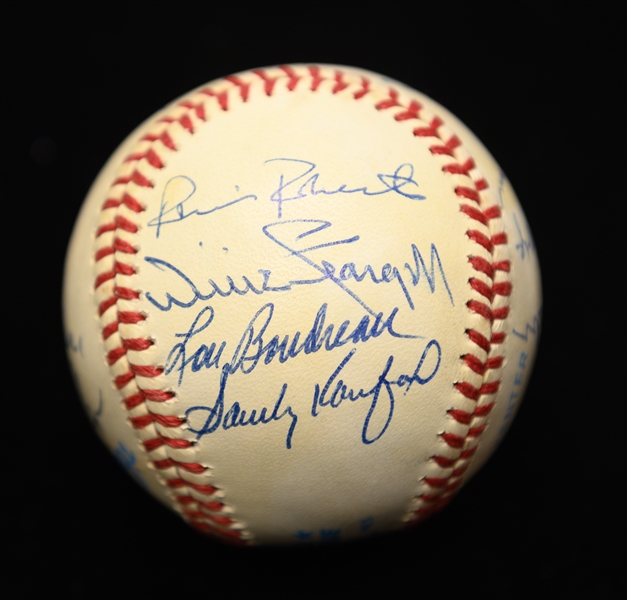 Robin Roberts
Willie Stargell
Lou Boudreau
Sandy Koufax